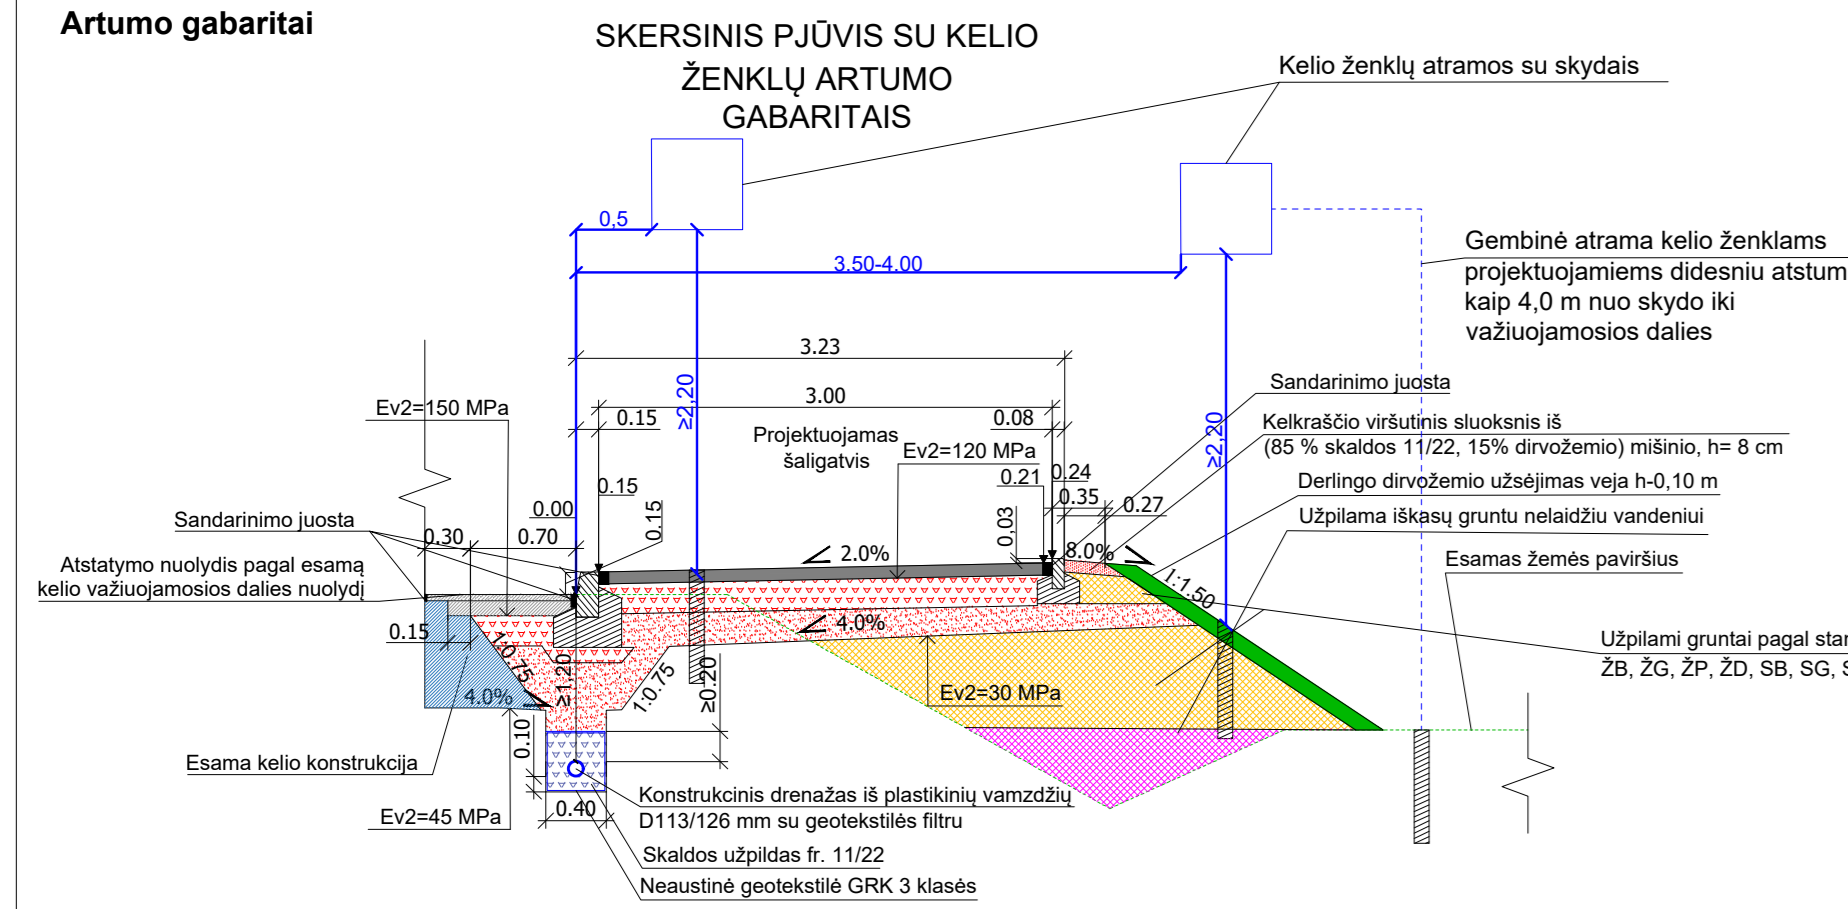 Artumo gabaritai
SKERSINIS PJŪVIS SU KELIO
ŽENKLŲ ARTUMO
GABARITAIS
Kelio ženklų atramos su skydais
0,5
3.50-4.00
Gembinė atrama kelio ženklams
projektuojamiems didesniu atstum
kaip 4,0 m nuo skydo iki
važiuojamosios dalies
3.23
≥2,20
≥2,20
Sandarinimo juosta
3.00
Ev2=150 MPa
0.15
0.08
Kelkraščio viršutinis sluoksnis iš
(85 % skaldos 11/22, 15% dirvožemio) mišinio, h= 8 cm
Projektuojamas
šaligatvis
Ev2=120 MPa
0.21
0.24
Derlingo dirvožemio užsėjimas veja h-0,10 m
0.15
0.35
0.27
0.00
0.15
Sandarinimo juosta
Užpilama iškasų gruntu nelaidžiu vandeniui
0.30
0.70
0,03
2.0%
8.0%
Esamas žemės paviršius
Atstatymo nuolydis pagal esamą
kelio važiuojamosios dalies nuolydį
1:1.50
0.15
4.0%
Užpilami gruntai pagal
ŽB, ŽG, ŽP, ŽD, SB, SG,
1:0.75
≥1,20
1:0.75
≥0.20
4.0%
Ev2=30 MPa
0.10
Esama kelio konstrukcija
Konstrukcinis drenažas iš plastikinių vamzdžių
D113/126 mm su geotekstilės filtru
Ev2=45 MPa
0.40
Skaldos užpildas fr. 11/22
Neaustinė geotekstilė GRK 3 klasės